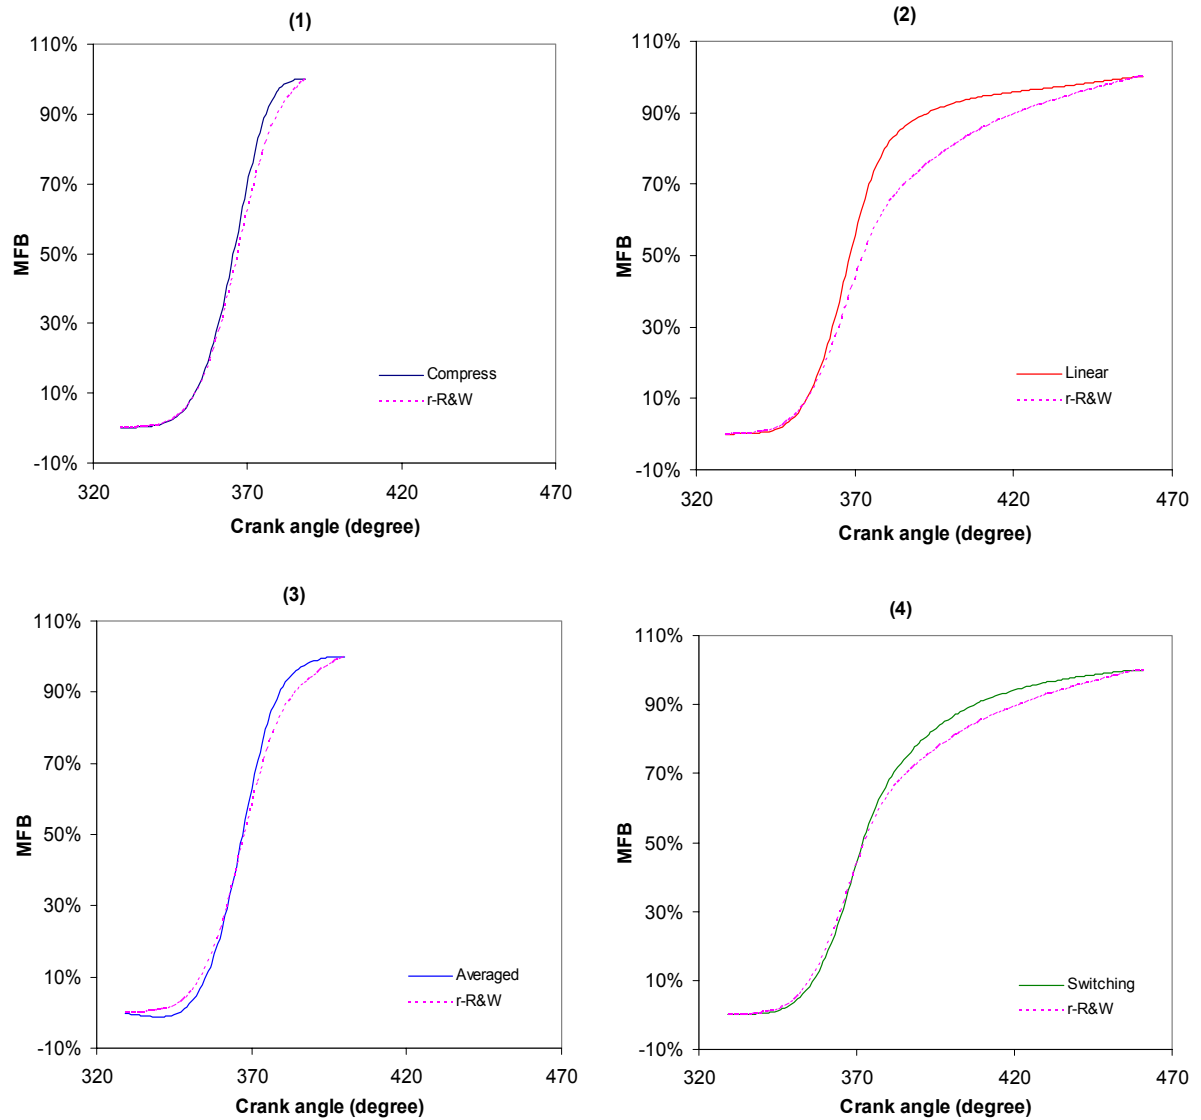 (1)
110%
90%
70%
50%
30%
10%
-10%
MFB
Compress
r-R&W
320 370 420 470
Crank angle (degree)
(2)
110%
90%
70%
50%
30%
10%
-10%
MFB
Linear
r-R&W
320 370 420 470
Crank angle (degree)
(3)
110%
90%
70%
50%
30%
10%
-10%
MFB
Averaged
r-R&W
320 370 420 470
Crank angle (degree)
(4)
110%
90%
70%
50%
30%
10%
-10%
MFB
Switching
r-R&W
320 370 420 470
Crank angle (degree)